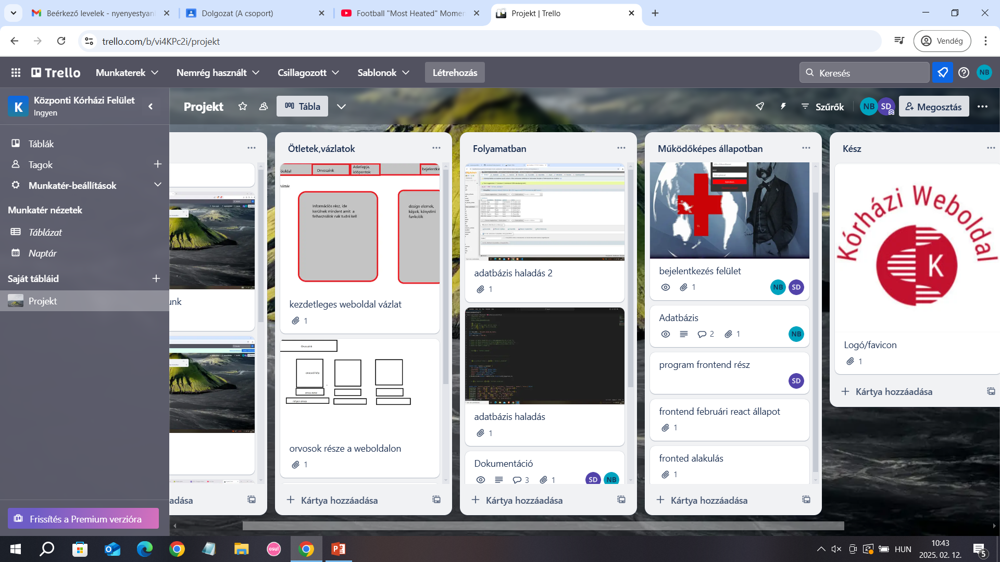 Beérkező levelek - nyenyestyan
Dolgozat (A csoport)
Football "Most Heated" Momen
Projekt | Trello
trello.com/b/vi4KPc2i/projekt
Vendég
Trello
Munkaterek
Nemrég használt
Csillagozott
Sablonok
Létrehozás
Keresés
NB
K
Központi Kórházi Felület
Ingyen
Projekt
Tábla
Szűrők
NB
SD
Megosztás
Táblák
Tagok
Munkatér-beállítások
Munkatér nézetek
Táblázat
Naptár
Saját tábláid
Projekt
Frissítés a Premium verzióra
unk
adása
Ötletek,vázlatok
őoldal
Orvosaink
Adatlapja,
időpontok
bejelentke
háttér
Információs rész, ide
kerülnek mindent amit a
felhasználók nak tudni kell
design elemek,
képek, kényelmi
funkciók
kezdetleges weboldal vázlat
1
Orvosaink
orvosról kép
orvos neve
milyen orvos
orvosok része a weboldalon
1
Kártya hozzáadása
Folyamatban
adatbázis haladás 2
1
adatbázis haladás
1
Dokumentáció
3
1
SD
NB
Kártya hozzáadása
Működőképes állapotban
bejelentkezés felület
1
NB
SD
Adatbázis
2
1
NB
program frontend rész
SD
frontend februári react állapot
1
fronted alakulás
1
Kártya hozzáadása
Kész
Kórházi Weboldal
K
Logó/favicon
1
Kártya hozzáadása
osu!
HUN
10:43
2025. 02. 12.
5